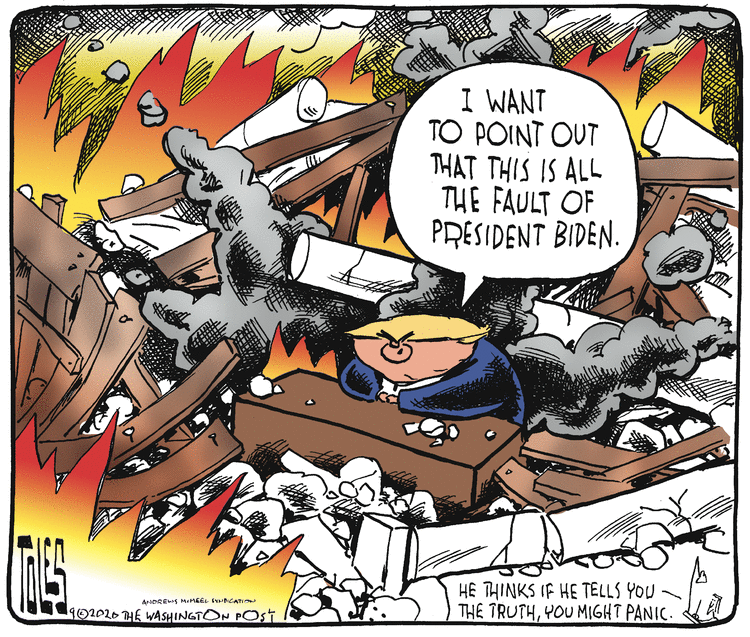 I WANT
TO POINT OUT
THAT THIS IS ALL
THE FAULT OF
PRESIDENT BIDEN.
TOLES
ANDREWS McMEEL SYNDICATION
9 © 2020 THE WASHINGTON POST
HE THINKS IF HE TELLS YOU
THE TRUTH, YOU MIGHT PANIC.